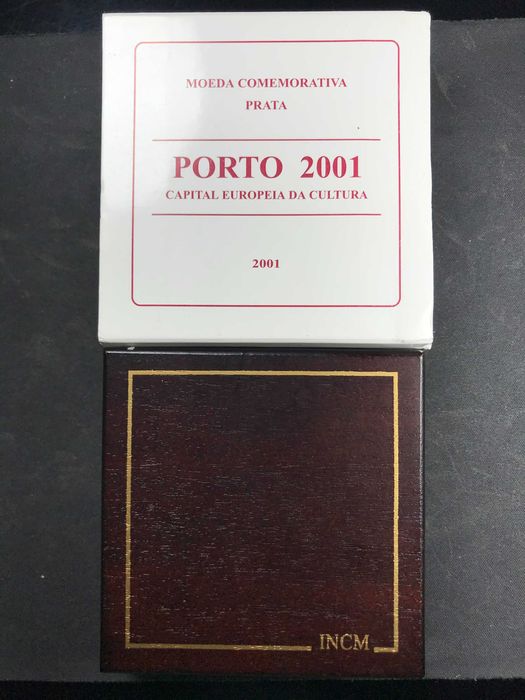 MOEDA COMEMORATIVA
PRATA
PORTO 2001
CAPITAL EUROPEIA DA CULTURA
2001
INCM